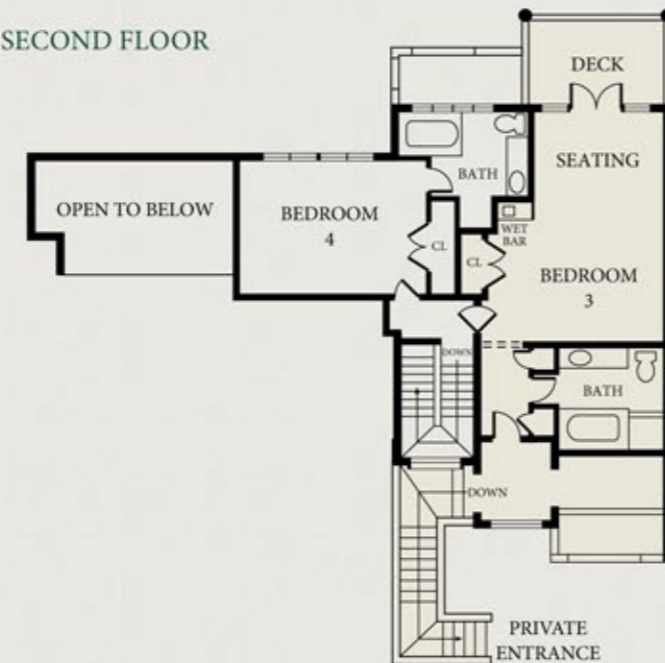 SECOND FLOOR
DECK
SEATING
BATH
OPEN TO BELOW
BEDROOM
4
WET
BAR
CL
CL
BEDROOM
3
DOWN
BATH
DOWN
PRIVATE
ENTRANCE